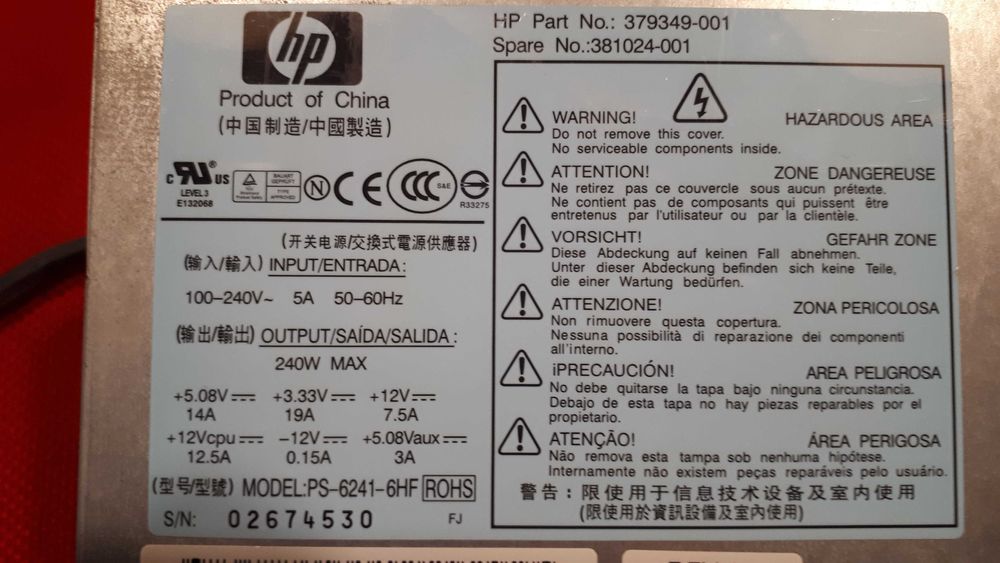 hp
Product of China
(中国制造/中國製造)
HP Part No.: 379349-001
Spare No.:381024-001
c RU® US
LEVEL 3
E132068
BAUART GEPRÜFT
TYPE APPROVED
N
CE
CCC
S&E
R33275
(开关电源/交換式電源供應器)
(输入/輸入) INPUT/ENTRADA:
100-240V~ 5A 50-60Hz
(输出/輸出) OUTPUT/SAÍDA/SALIDA:
240W MAX
+5.08V +3.33V +12V
14A 19A 7.5A
+12Vcpu -12V +5.08Vaux
12.5A 0.15A 3A
(型号/型號) MODEL:PS-6241-6HF ROHS
S/N: 02674530 FJ
WARNING! HAZARDOUS AREA
Do not remove this cover.
No serviceable components inside.
ATTENTION! ZONE DANGEREUSE
Ne retirez pas ce couvercle sous aucun prétexte.
Ne contient pas de composants qui puissent être
entretenus par l'utilisateur ou par la clientèle.
VORSICHT! GEFAHR ZONE
Diese Abdeckung auf keinen Fall abnehmen.
Unter dieser Abdeckung befinden sich keine Teile,
die einer Wartung bedürfen.
ATTENZIONE! ZONA PERICOLOSA
Non rimuovere questa copertura.
Nessuna possibilità di reparazione dei componenti
all'interno.
¡PRECAUCIÓN! AREA PELIGROSA
No debe quitarse la tapa bajo ninguna circunstancia.
Debajo de esta tapa no hay piezas reparables por el
propietario.
ATENÇÃO! ÁREA PERIGOSA
Não remova esta tampa sob nenhuma hipótese.
Internamente não existem peças reparáveis pelo usuário.
警告:限使用于信息技术设备及室内使用
(限使用於資訊設備及室內使用)